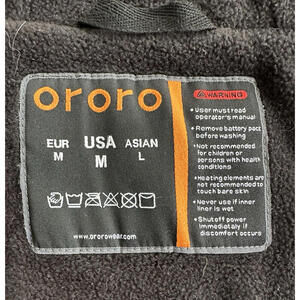 ororo
EUR USA ASIAN
M M L
www.ororowear.com
WARNING
• User must read
operator's manual
• Remove battery pack
before washing
• Not recommended
for children or
persons with health
conditions
• Heating elements are
not recommended to
touch bare skin
• Never use if inner
liner is wet
• Shutoff power
immediately if
discomfort occurs